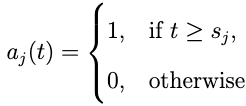 a_j(t) = { 1, if t ≥ s_j,
0, otherwise